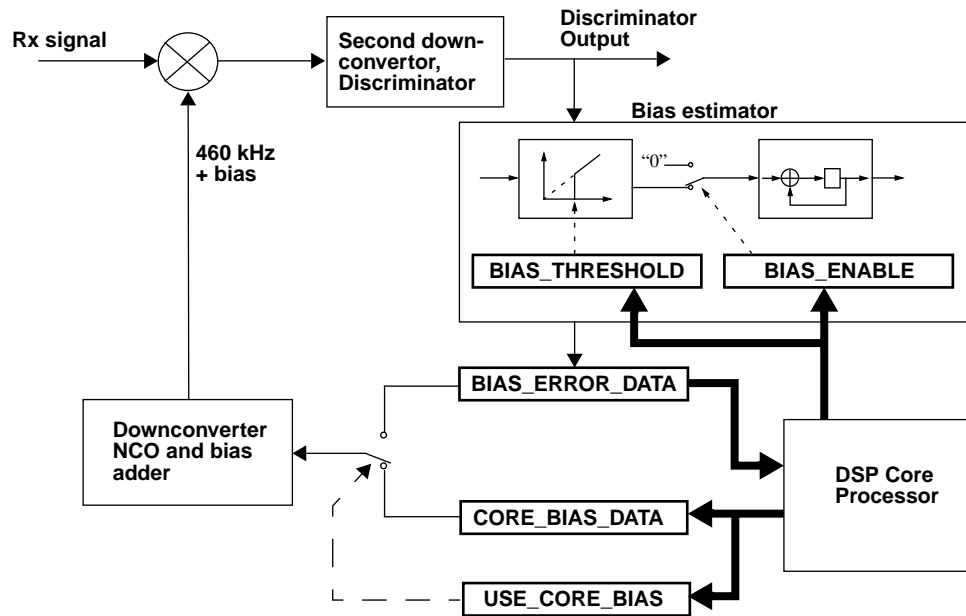 Rx signal
Second down-
convertor,
Discriminator
Discriminator
Output
Bias estimator
460 kHz
+ bias
“0”
BIAS_THRESHOLD
BIAS_ENABLE
BIAS_ERROR_DATA
Downconverter
NCO and bias
adder
DSP Core
Processor
CORE_BIAS_DATA
USE_CORE_BIAS